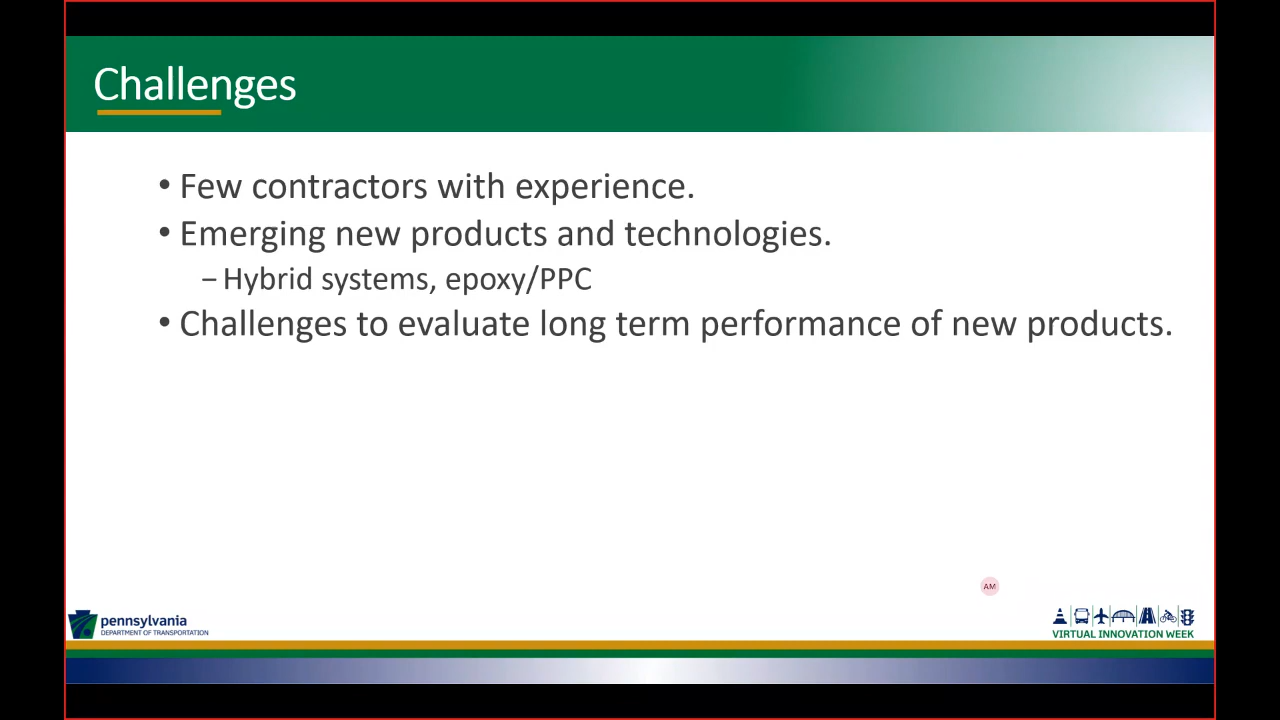 Challenges
• Few contractors with experience.
• Emerging new products and technologies.
– Hybrid systems, epoxy/PPC
• Challenges to evaluate long term performance of new products.
AM
pennsylvania
DEPARTMENT OF TRANSPORTATION
VIRTUAL INNOVATION WEEK